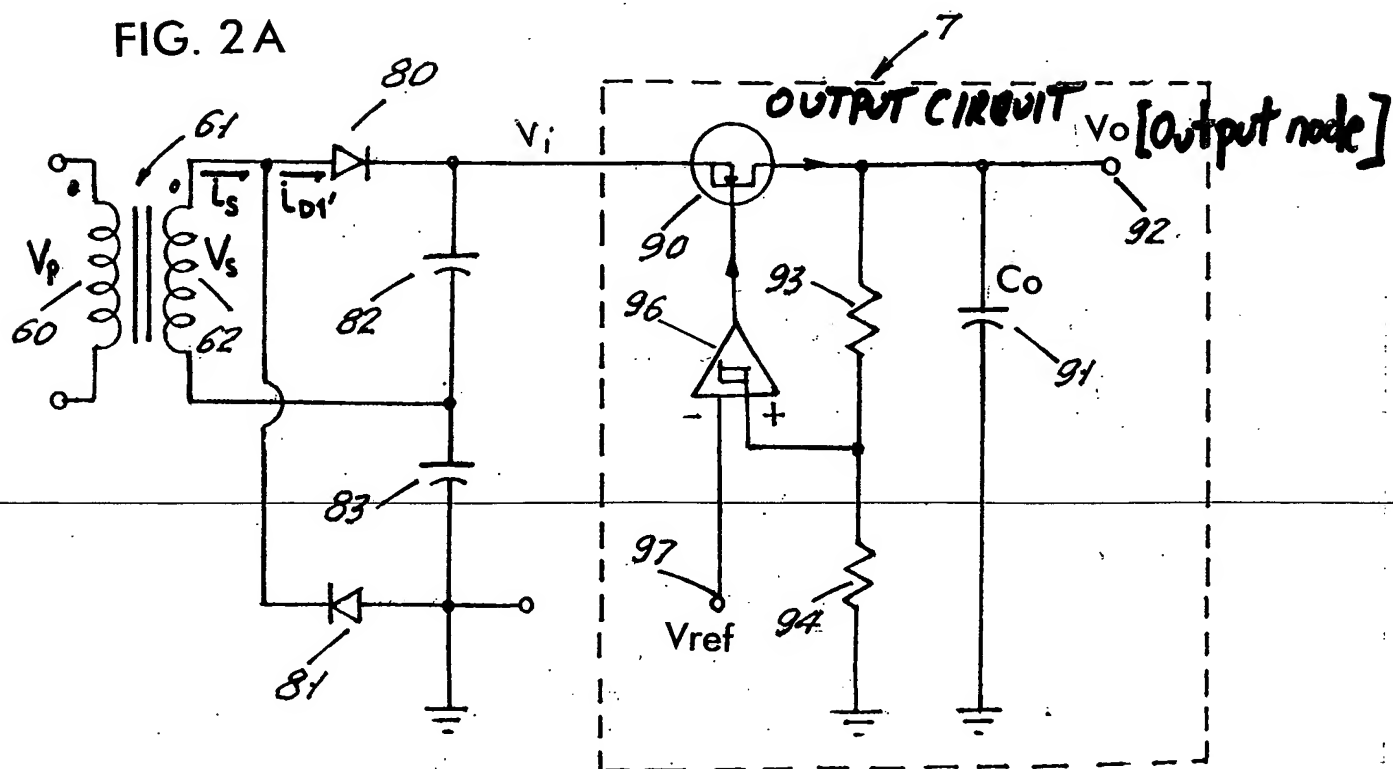 FIG. 2A
7
80
OUTPUT CIRCUIT
Vo [Output node]
61
Vi
is
iD1'
90
92
Vp
Vs
93
Co
60
62
82
96
91
- +
83
97
94
Vref
81